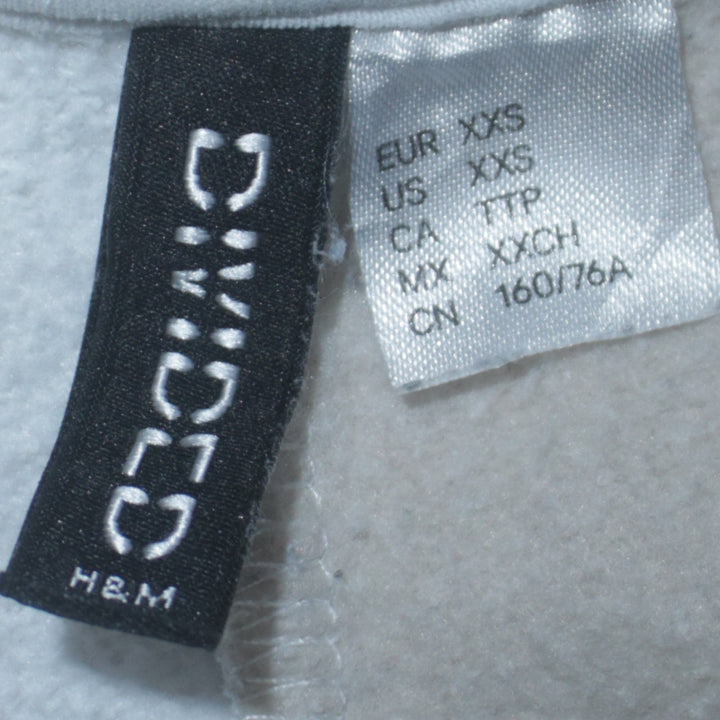 DIVIDED
H&M
EUR XXS
US XXS
CA TTP
MX XXCH
CN 160/76A